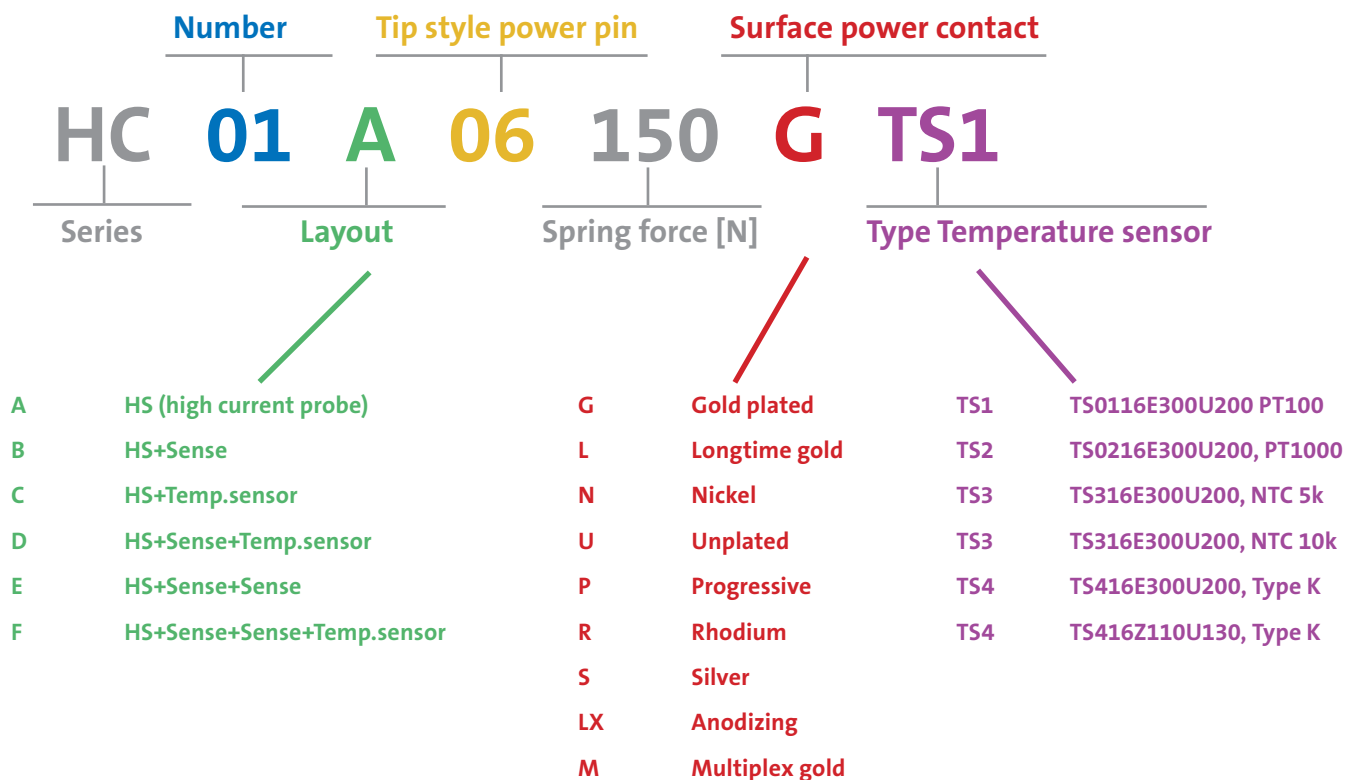 Number Tip style power pin Surface power contact
HC 01 A 06 150 G TS1
Series Layout Spring force [N] Type Temperature sensor
A HS (high current probe)
B HS+Sense
C HS+Temp.sensor
D HS+Sense+Temp.sensor
E HS+Sense+Sense
F HS+Sense+Sense+Temp.sensor
G Gold plated
L Longtime gold
N Nickel
U Unplated
P Progressive
R Rhodium
S Silver
LX Anodizing
M Multiplex gold
TS1 TS0116E300U200 PT100
TS2 TS0216E300U200, PT1000
TS3 TS316E300U200, NTC 5k
TS3 TS316E300U200, NTC 10k
TS4 TS416E300U200, Type K
TS4 TS416Z110U130, Type K